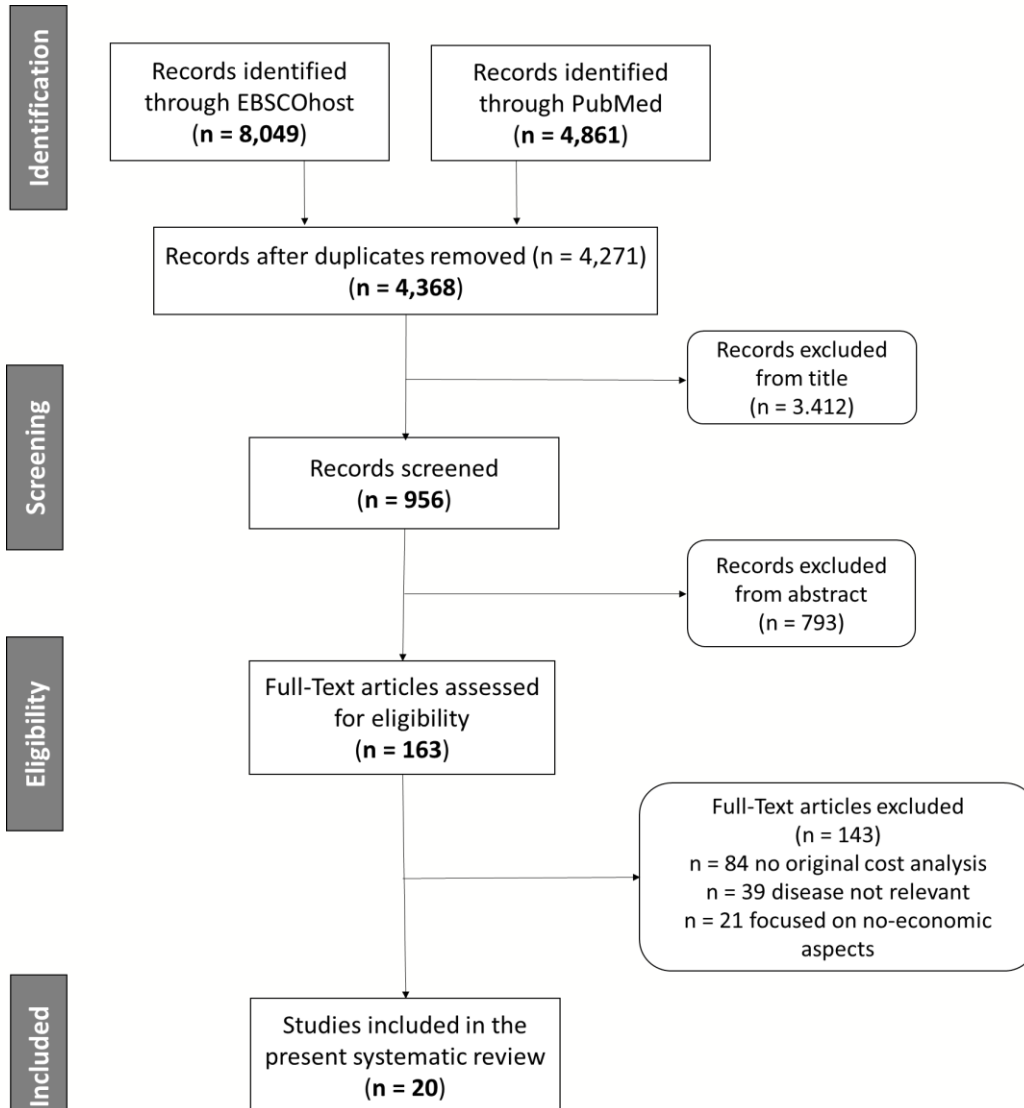 Identification
Records identified
through EBSCOhost
(n = 8,049)
Records identified
through PubMed
(n = 4,861)
Records after duplicates removed (n = 4,271)
(n = 4,368)
Records excluded
from title
(n = 3.412)
Screening
Records screened
(n = 956)
Records excluded
from abstract
(n = 793)
Eligibility
Full-Text articles assessed
for eligibility
(n = 163)
Full-Text articles excluded
(n = 143)
n = 84 no original cost analysis
n = 39 disease not relevant
n = 21 focused on no-economic
aspects
Included
Studies included in the
present systematic review
(n = 20)